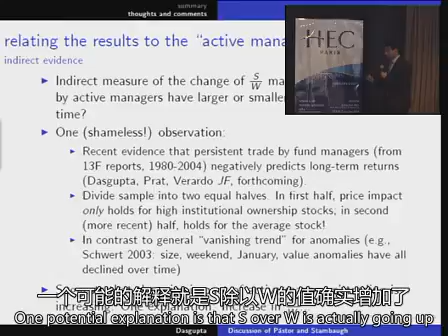 summary
thoughts and comments
relating the results to the "active mana
indirect evidence
Indirect measure of the change of S/W ma
by active managers have larger or smalle
time?
One (shameless!) observation:
Recent evidence that persistent trade by fund managers (from
13F reports, 1980-2004) negatively predicts long-term returns
(Dasgupta, Prat, Verardo JF, forthcoming).
Divide sample into two equal halves. In first half, price impact
only holds for high institutional ownership stocks, in second
(more recent) half, holds for the average stock!
In contrast to general "vanishing trend" for anomalies (e.g.,
Schwert 2003: size, weekend, January, value anomalies have
all declined over time)
HEC
PARIS
一个可能的解释就是S除以W的值确实增加了
One potential explanation is that S over W is actually going up
Discussion of Pástor and Stambaugh